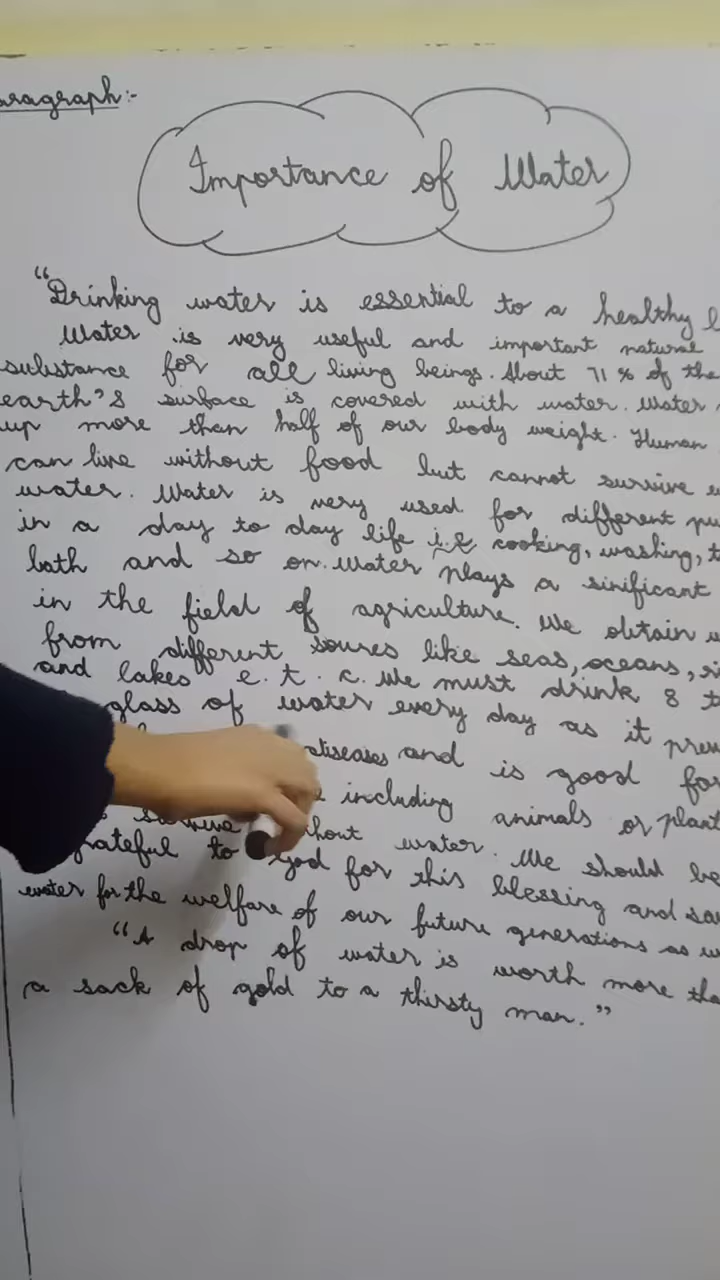 aragraph:-
Importance of Water
"Drinking water is essential to a healthy l
Water is very useful and important natural
substance for all living beings. About 71% of the
earth's surface is covered with water. Water
up more than half of our body weight. Human
can live without food but cannot survive
water. Water is very used for different pu
in a day to day life i.e cooking, washing, t
bath and so on. Water plays a sinificant
in the field of agriculture. We obtain
from different soures like seas, oceans,
and lakes e.t.c. We must drink 8 t
glass of water every day as it prev
diseases and is good for
including animals or plant
survive thout water. We should be
grateful to god for this blessing and sa
water for the welfare of our future generations as w
"A drop of water is worth more tha
a sack of gold to a thirsty man."